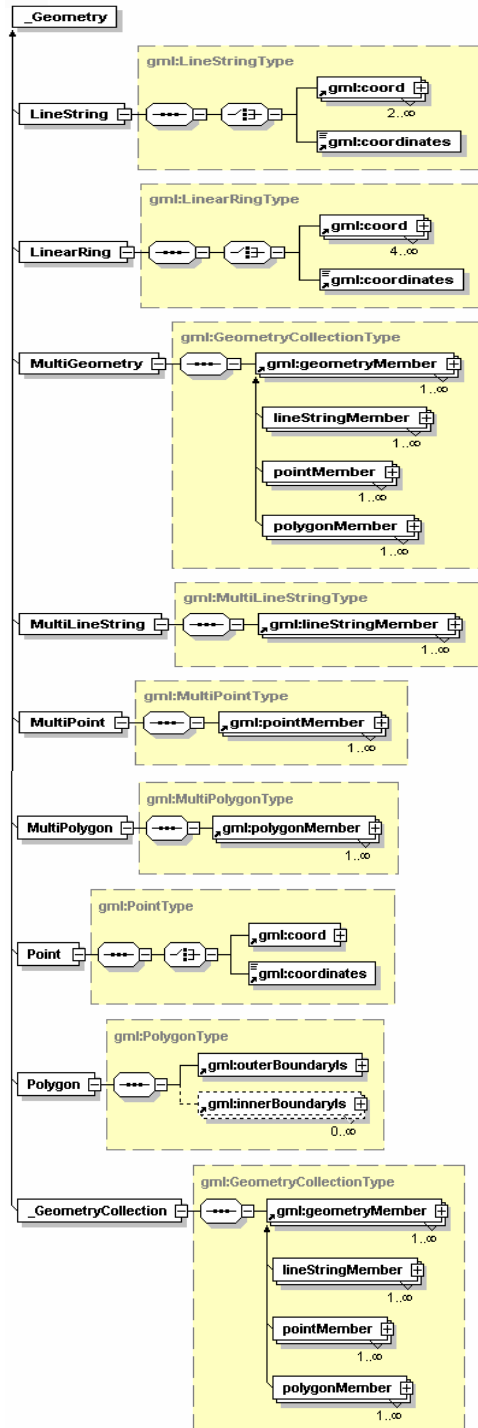 _Geometry
gml:LineStringType
gml:coord
LineString
2..∞
gml:coordinates
gml:LinearRingType
gml:coord
LinearRing
4..∞
gml:coordinates
gml:GeometryCollectionType
MultiGeometry
gml:geometryMember
1..∞
lineStringMember
1..∞
pointMember
1..∞
polygonMember
1..∞
gml:MultiLineStringType
MultiLineString
gml:lineStringMember
1..∞
gml:MultiPointType
MultiPoint
gml:pointMember
1..∞
gml:MultiPolygonType
MultiPolygon
gml:polygonMember
1..∞
gml:PointType
gml:coord
Point
gml:coordinates
gml:PolygonType
gml:outerBoundaryIs
Polygon
gml:innerBoundaryIs
0..∞
gml:GeometryCollectionType
_GeometryCollection
gml:geometryMember
1..∞
lineStringMember
1..∞
pointMember
1..∞
polygonMember
1..∞